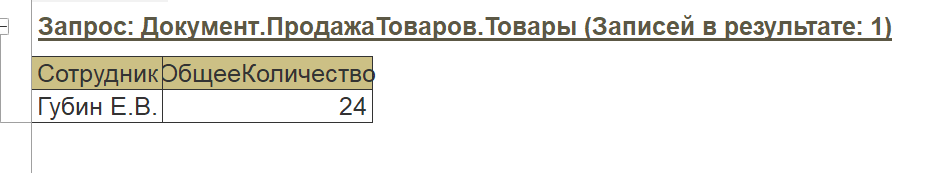 Запрос: Документ.ПродажаТоваров.Товары (Записей в результате: 1)
Сотрудник ОбщееКоличество
Губин Е.В. 24